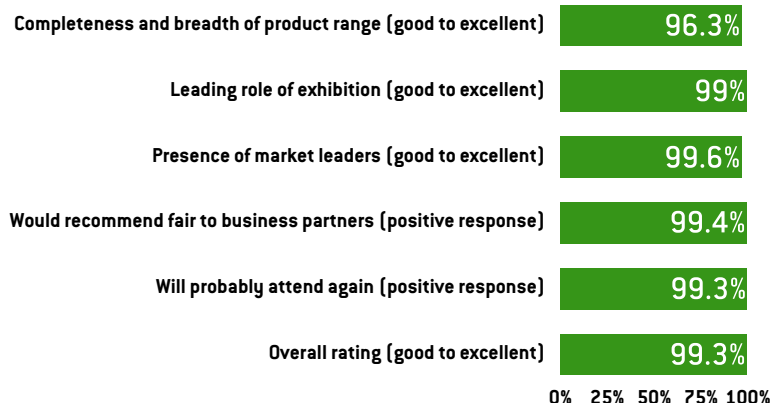 Completeness and breadth of product range (good to excellent) 96.3%
Leading role of exhibition (good to excellent) 99%
Presence of market leaders (good to excellent) 99.6%
Would recommend fair to business partners (positive response) 99.4%
Will probably attend again (positive response) 99.3%
Overall rating (good to excellent) 99.3%
0% 25% 50% 75% 100%